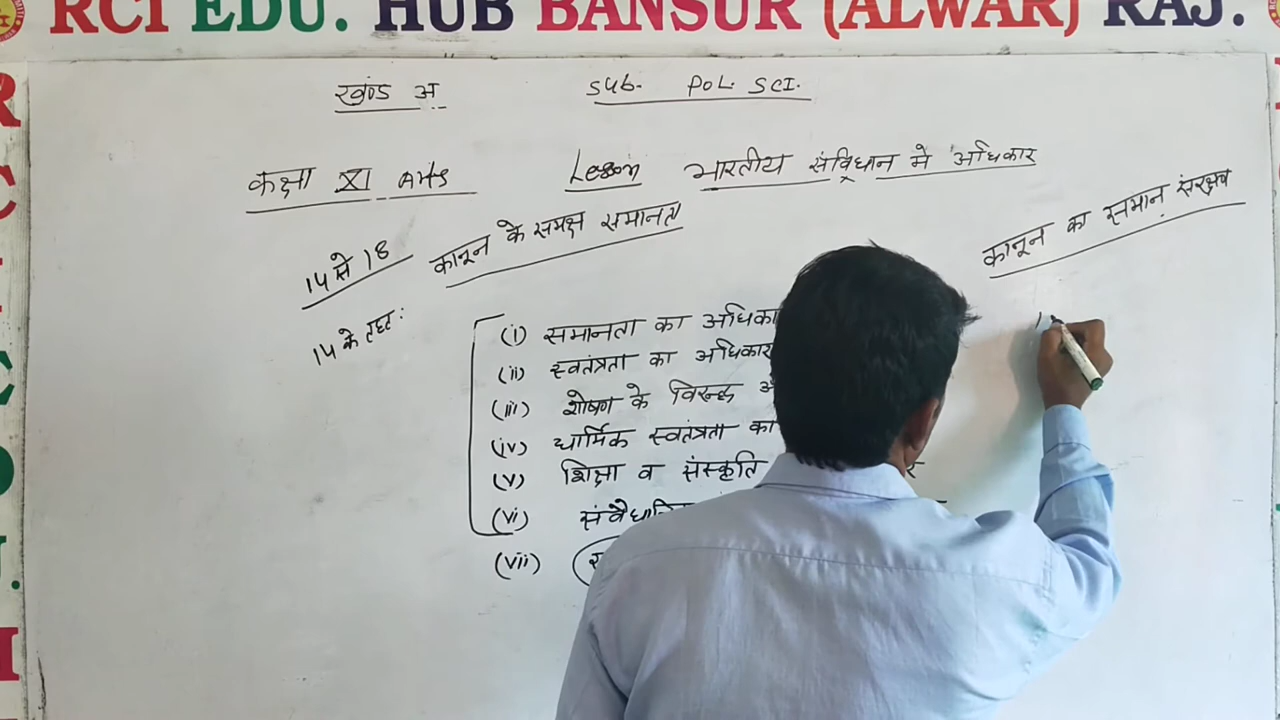 RCI EDU. HUB BANSUR (ALWAR) RAJ.
खण्ड अ sub. POL. SCI.
कक्षा XI Arts Lesson भारतीय संविधान मे अधिकार
14 से 18 कानून के समक्ष समानता कानून का समान संरक्षण
14 के तहत:
(i) समानता का अधिका
(ii) स्वतंत्रता का अधिकार
(iii) शोषण के विरुद्ध अ
(iv) धार्मिक स्वतंत्रता का
(v) शिक्षा व संस्कृति र
(vi) संवैधानि
(vii) स